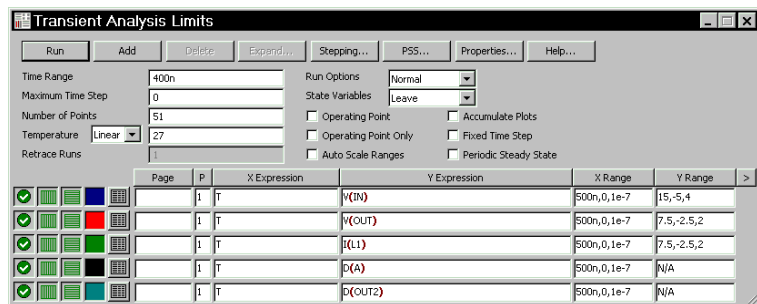 Transient Analysis Limits
Run Add Delete Expand... Stepping... PSS... Properties... Help...
Time Range 400n Run Options Normal
Maximum Time Step 0 State Variables Leave
Number of Points 51 Operating Point Accumulate Plots
Temperature Linear 27 Operating Point Only Fixed Time Step
Retrace Runs 1 Auto Scale Ranges Periodic Steady State
Page P X Expression Y Expression X Range Y Range >
1 T V(IN) 500n,0,1e-7 15,-5,4
1 T V(OUT) 500n,0,1e-7 7.5,-2.5,2
1 T I(L1) 500n,0,1e-7 7.5,-2.5,2
1 T D(A) 500n,0,1e-7 N/A
1 T D(OUT2) 500n,0,1e-7 N/A